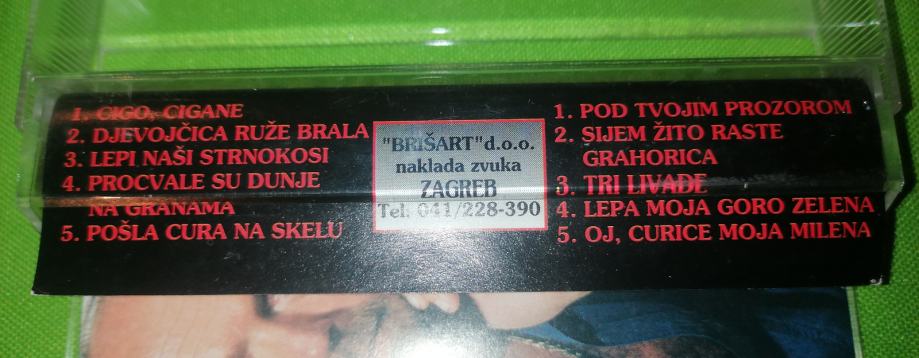 1. CIGO, CIGANE
2. DJEVOJČICA RUŽE BRALA
3. LEPI NAŠI STRNOKOSI
4. PROCVALE SU DUNJE
NA GRANAMA
5. POŠLA CURA NA SKELU
"BRIŠART" d.o.o.
naklada zvuka
ZAGREB
Tel: 041/228-390
1. POD TVOJIM PROZOROM
2. SIJEM ŽITO RASTE
GRAHORICA
3. TRI LIVADE
4. LEPA MOJA GORO ZELENA
5. OJ, CURICE MOJA MILENA